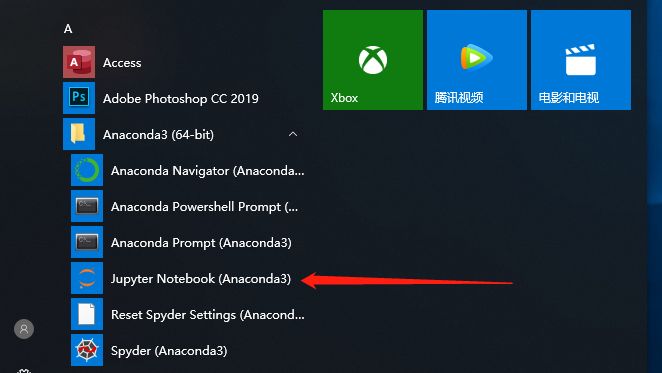 A
Access
Adobe Photoshop CC 2019
Anaconda3 (64-bit)
Anaconda Navigator (Anaconda...
Anaconda Powershell Prompt (...
Anaconda Prompt (Anaconda3)
Jupyter Notebook (Anaconda3)
Reset Spyder Settings (Anacond...
Spyder (Anaconda3)
Xbox
腾讯视频
电影和电视